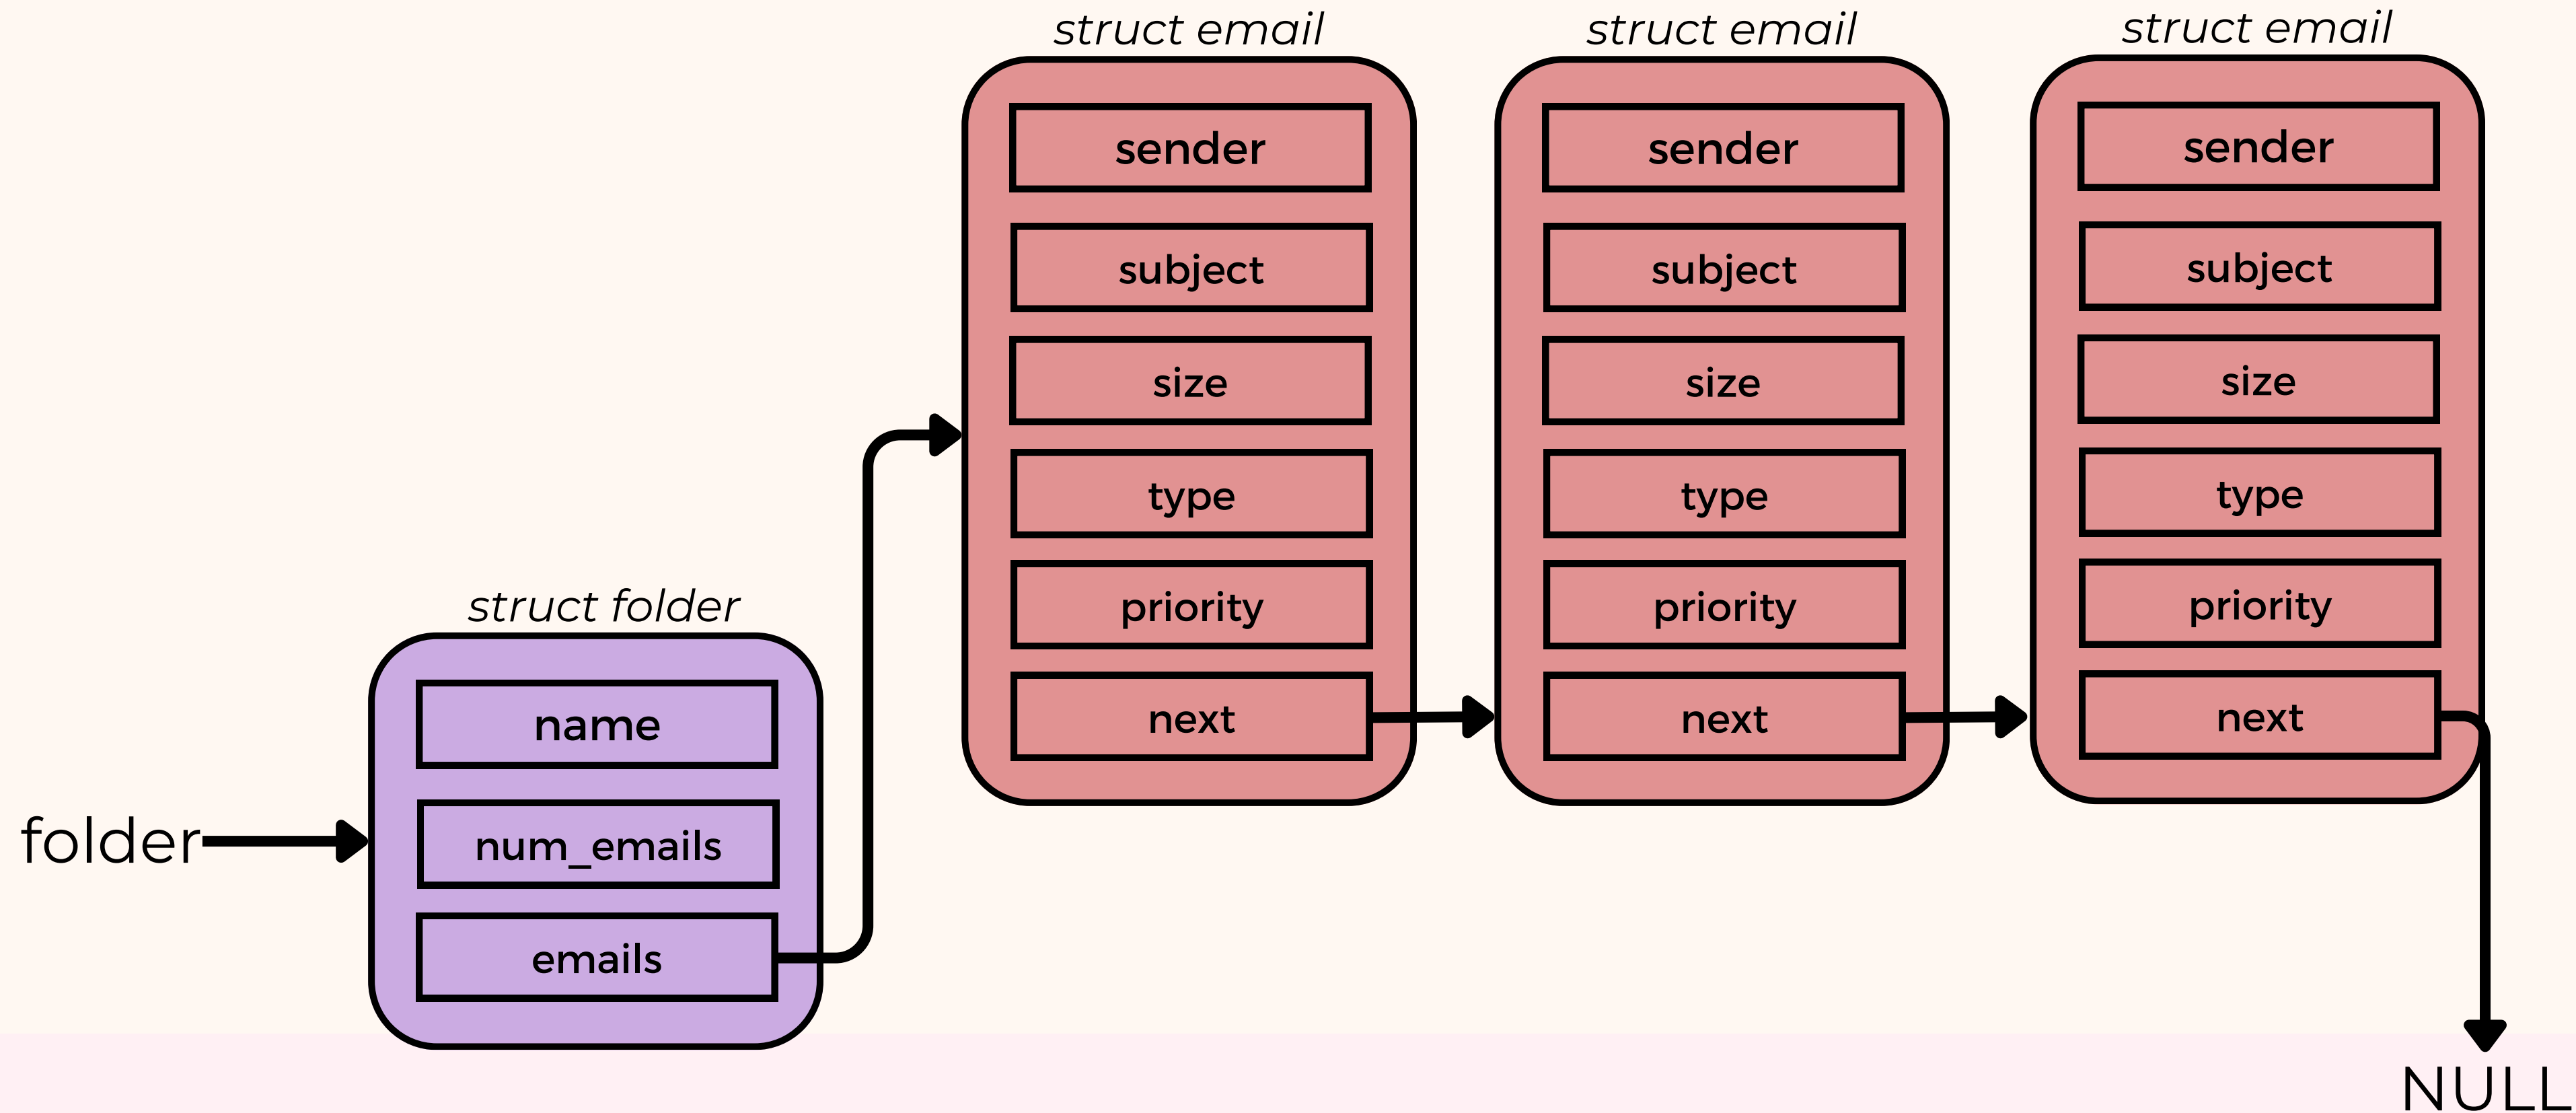 struct email
sender
subject
size
type
priority
next
struct email
sender
subject
size
type
priority
next
struct email
sender
subject
size
type
priority
next
struct folder
name
num_emails
emails
folder
NULL